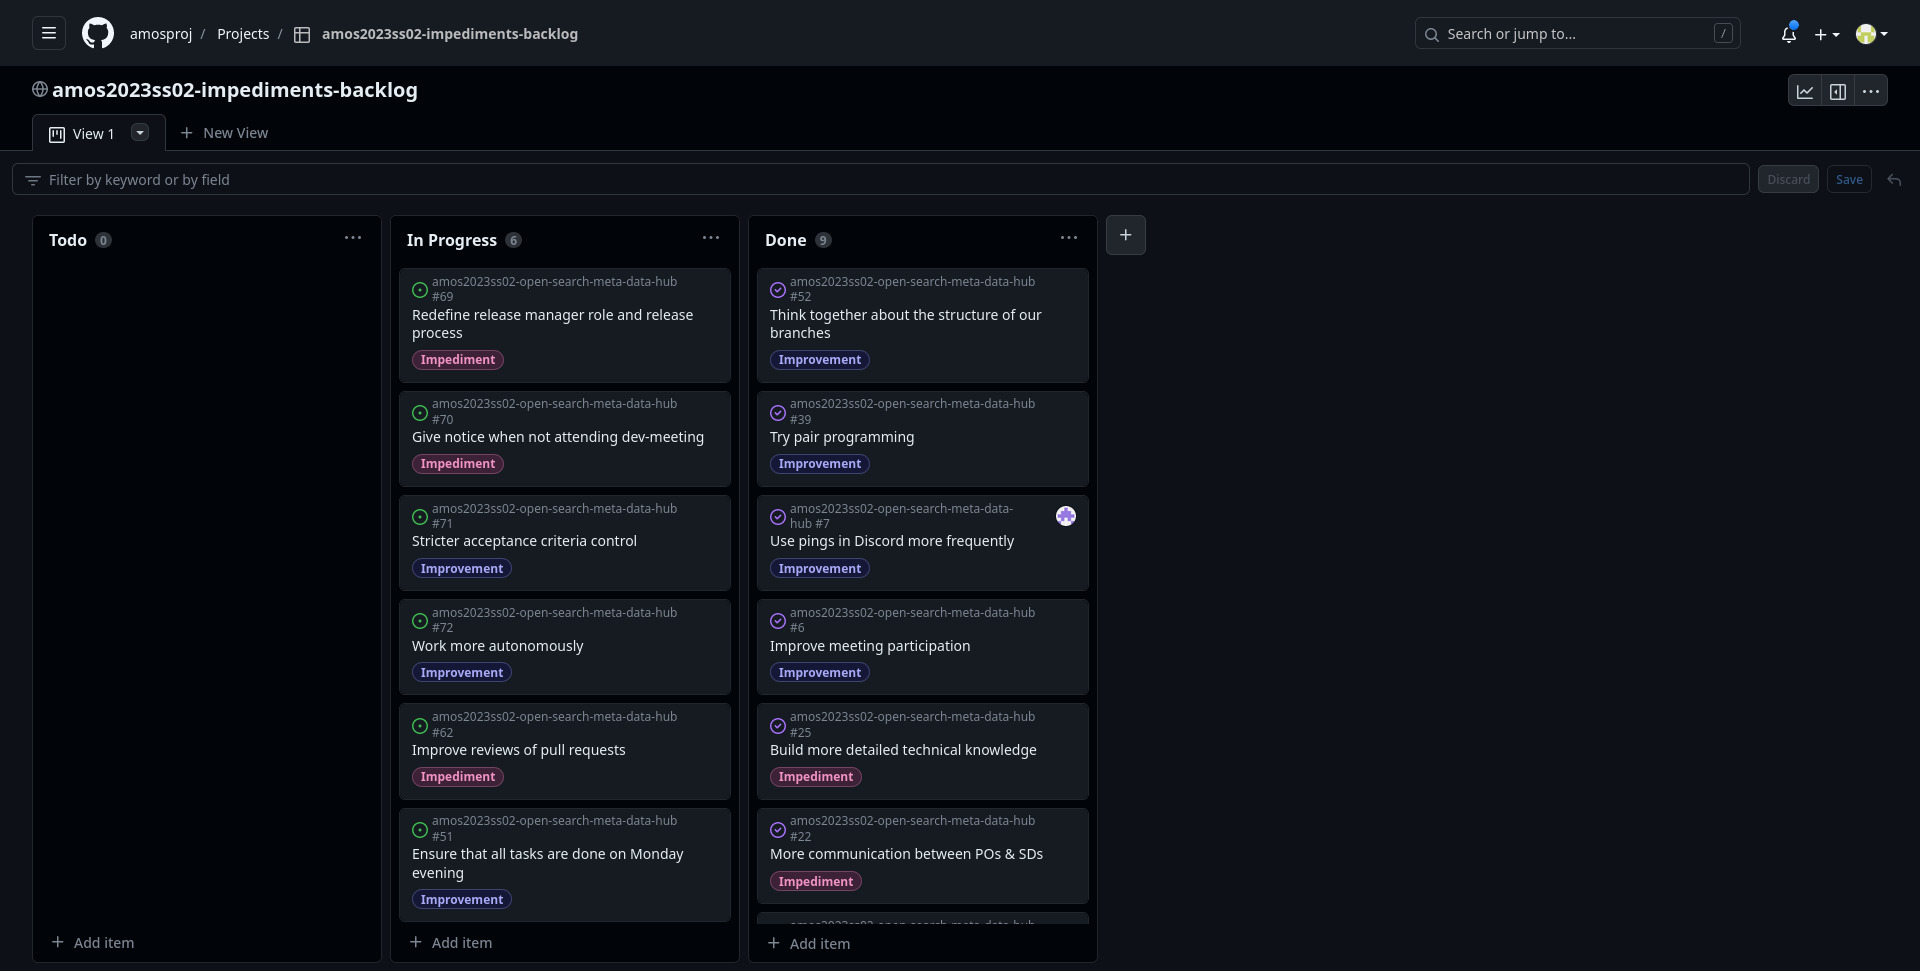 amosproj / Projects / amos2023ss02-impediments-backlog
Search or jump to... /
amos2023ss02-impediments-backlog
View 1
New View
Filter by keyword or by field
Discard
Save
Todo 0
Add item
In Progress 6
amos2023ss02-open-search-meta-data-hub
#69
Redefine release manager role and release
process
Impediment
amos2023ss02-open-search-meta-data-hub
#70
Give notice when not attending dev-meeting
Impediment
amos2023ss02-open-search-meta-data-hub
#71
Stricter acceptance criteria control
Improvement
amos2023ss02-open-search-meta-data-hub
#72
Work more autonomously
Improvement
amos2023ss02-open-search-meta-data-hub
#62
Improve reviews of pull requests
Impediment
amos2023ss02-open-search-meta-data-hub
#51
Ensure that all tasks are done on Monday
evening
Improvement
Add item
Done 9
amos2023ss02-open-search-meta-data-hub
#52
Think together about the structure of our
branches
Improvement
amos2023ss02-open-search-meta-data-hub
#39
Try pair programming
Improvement
amos2023ss02-open-search-meta-data-
hub #7
Use pings in Discord more frequently
Improvement
amos2023ss02-open-search-meta-data-hub
#6
Improve meeting participation
Improvement
amos2023ss02-open-search-meta-data-hub
#25
Build more detailed technical knowledge
Impediment
amos2023ss02-open-search-meta-data-hub
#22
More communication between POs & SDs
Impediment
Add item